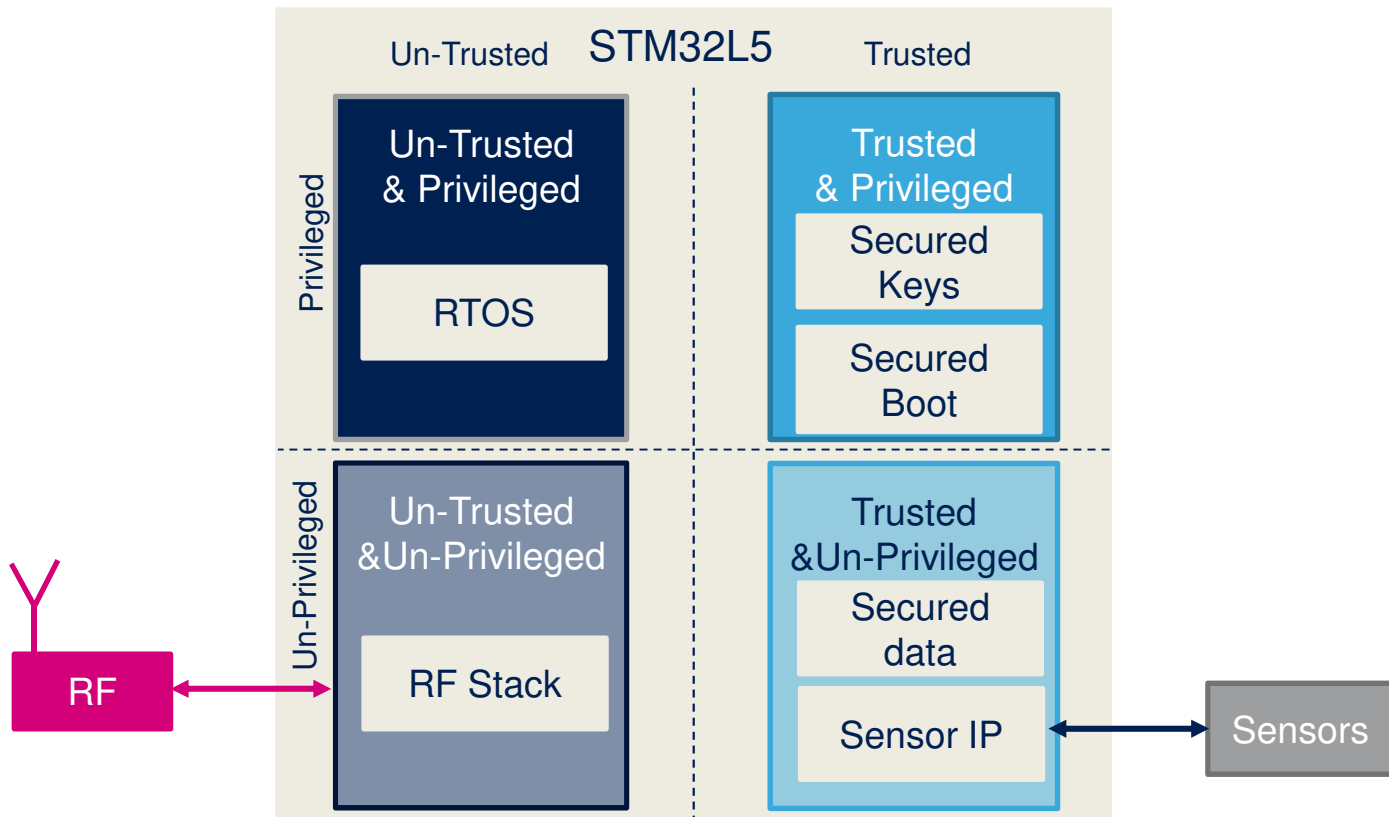 STM32L5
Un-Trusted
Trusted
Privileged
Un-Trusted
& Privileged
RTOS
Trusted
& Privileged
Secured
Keys
Secured
Boot
Un-Privileged
Un-Trusted
&Un-Privileged
RF Stack
Trusted
&Un-Privileged
Secured
data
Sensor IP
RF
Sensors